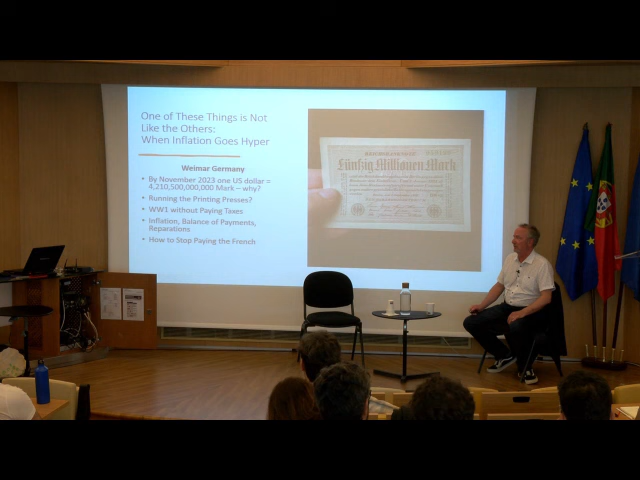 One of These Things is Not
Like the Others:
When Inflation Goes Hyper
Weimar Germany
• By November 2023 one US dollar =
4,210,500,000,000 Mark – why?
• Running the Printing Presses?
• WW1 without Paying Taxes
• Inflation, Balance of Payments,
Reparations
• How to Stop Paying the French
Fünfzig Millionen Mark